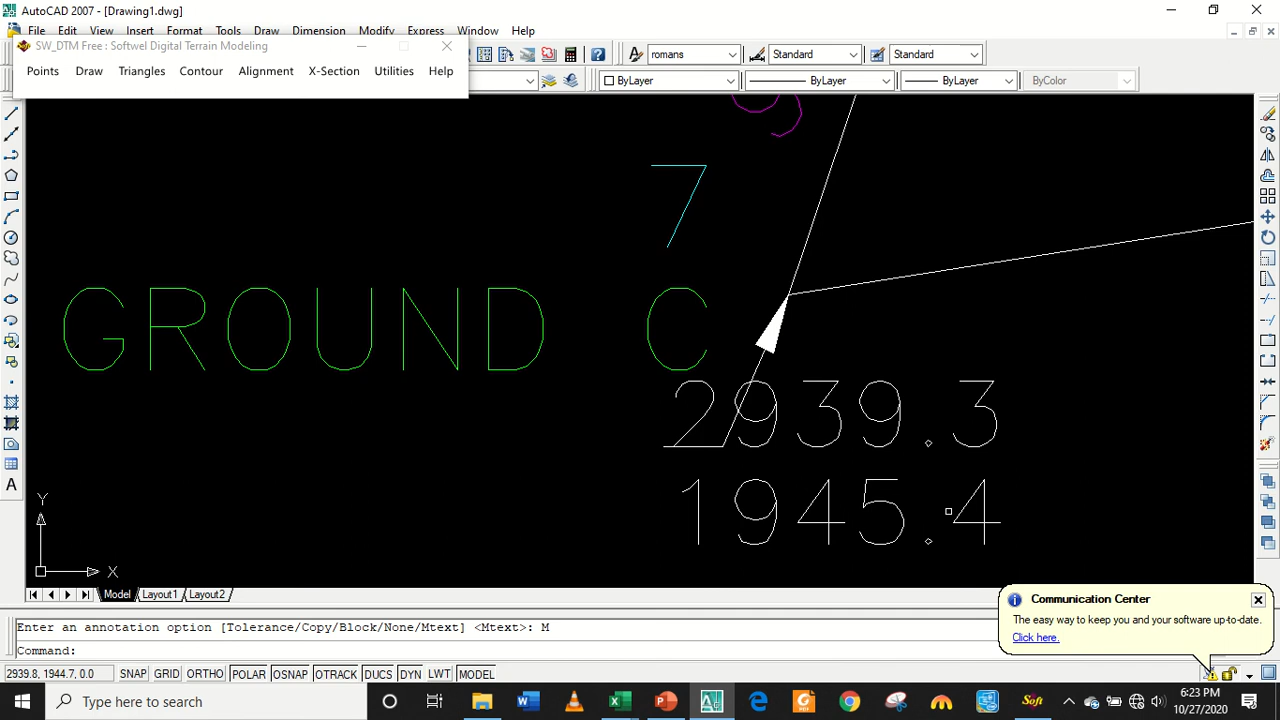 AutoCAD 2007 - [Drawing1.dwg]
File Edit View Insert Format Tools Draw Dimension Modify Express Window Help
SW_DTM Free : Softwel Digital Terrain Modeling
Points Draw Triangles Contour Alignment X-Section Utilities Help
romans Standard Standard
ByLayer ByLayer ByLayer ByColor
7
GROUND C
2939.3
1945.4
Y
X
Model Layout1 Layout2
Communication Center
The easy way to keep you and your software up-to-date.
Click here.
Enter an annotation option [Tolerance/Copy/Block/None/Mtext] <Mtext>: M
Command:
2939.8, 1944.7, 0.0 SNAP GRID ORTHO POLAR OSNAP OTRACK DUCS DYN LWT MODEL
Type here to search
Soft
6:23 PM
10/27/2020